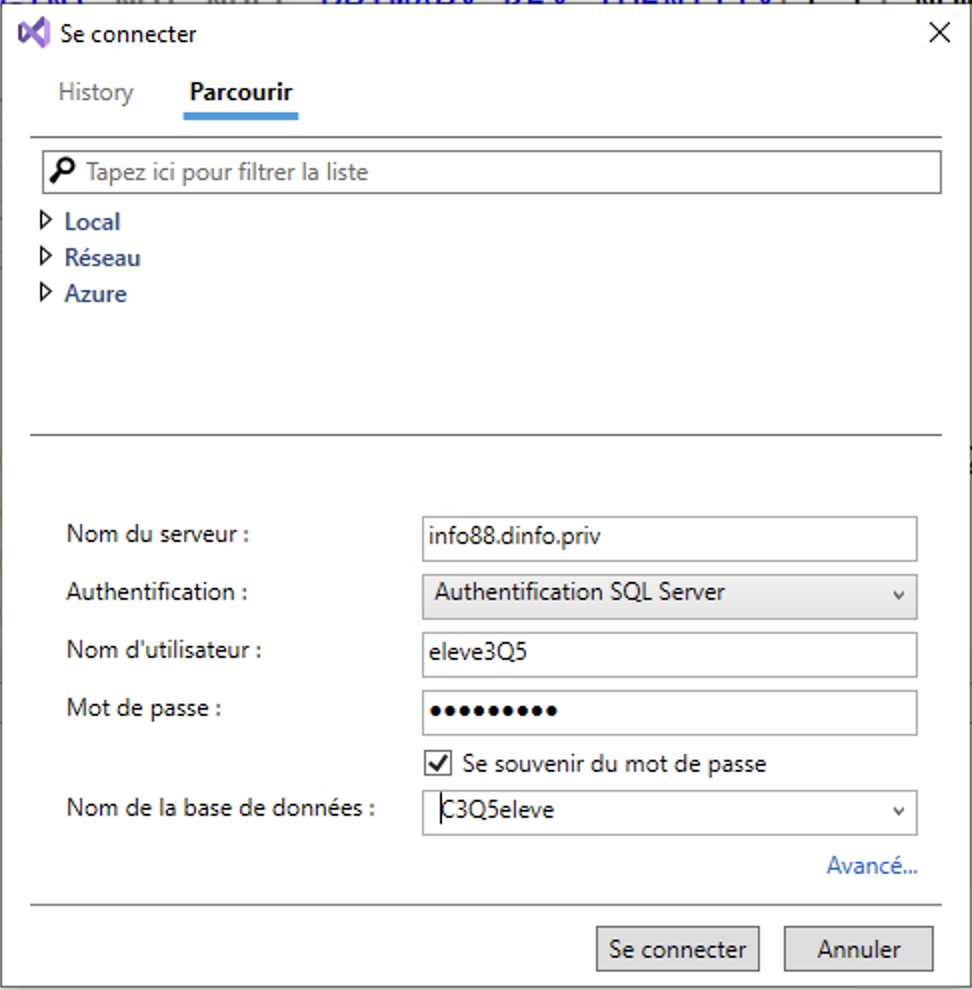 Se connecter
History Parcourir
Tapez ici pour filtrer la liste
Local
Réseau
Azure
Nom du serveur : info88.dinfo.priv
Authentification : Authentification SQL Server
Nom d'utilisateur : eleve3Q5
Mot de passe : •••••••••
Se souvenir du mot de passe
Nom de la base de données : C3Q5eleve
Avancé...
Se connecter Annuler